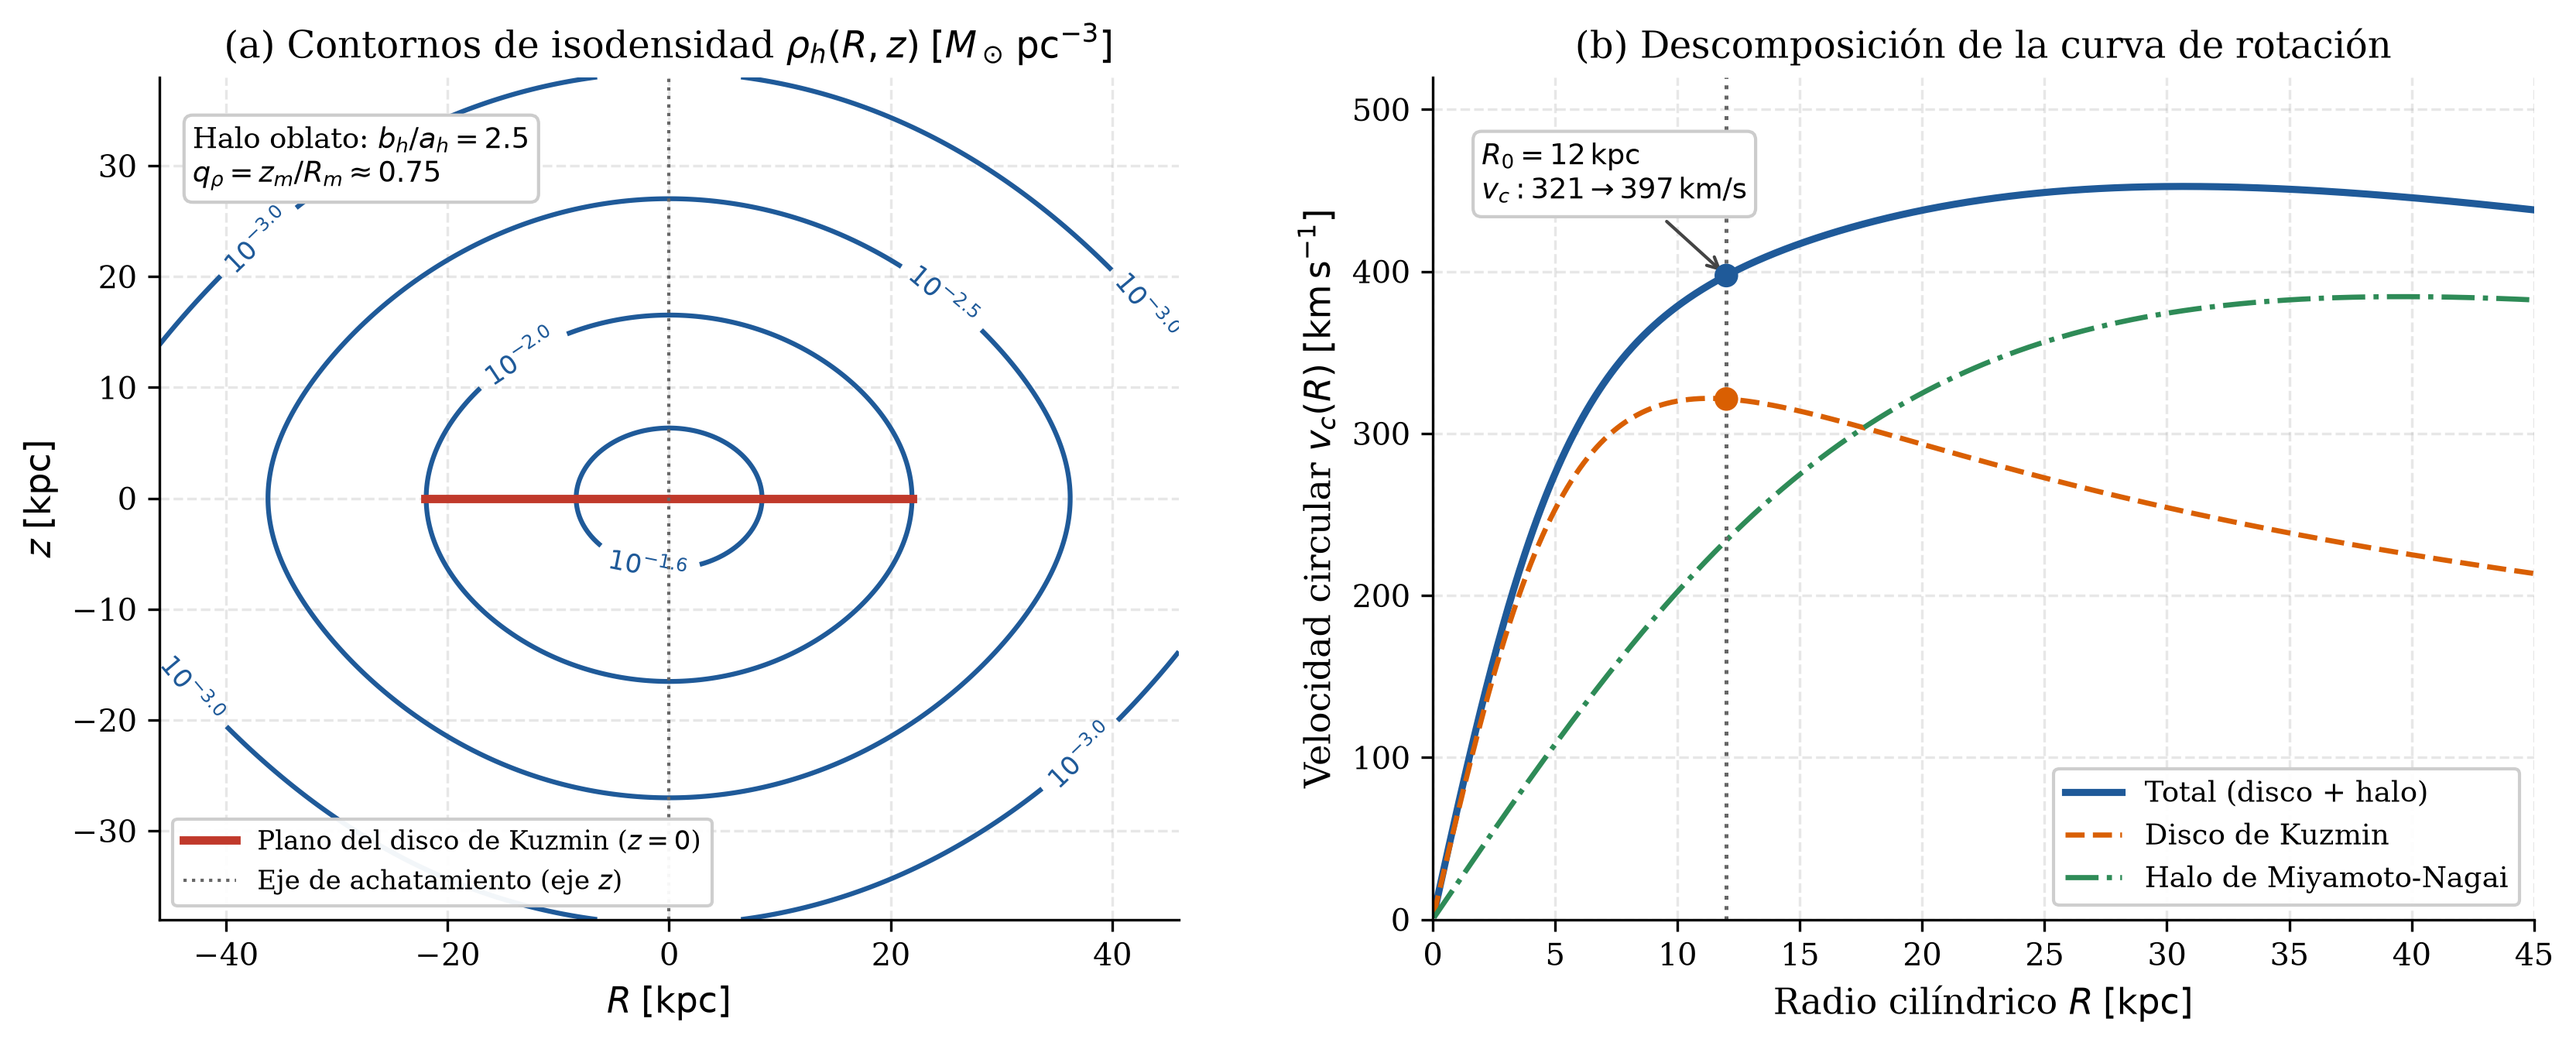 (a) Contornos de isodensidad ρₕ(R, z) [M⊙ pc⁻³]
Halo oblato: bₕ/aₕ = 2.5
q_ρ = zₘ/Rₘ ≈ 0.75
10⁻³·⁰
10⁻³·⁰
10⁻²·⁵
10⁻²·⁰
10⁻¹·⁶
10⁻³·⁰
10⁻³·⁰
Plano del disco de Kuzmin (z = 0)
Eje de achatamiento (eje z)
30
20
10
0
−10
−20
−30
z [kpc]
−40 −20 0 20 40
R [kpc]
(b) Descomposición de la curva de rotación
R₀ = 12 kpc
v_c : 321 → 397 km/s
500
400
300
200
100
0
Velocidad circular v_c(R) [km s⁻¹]
Total (disco + halo)
Disco de Kuzmin
Halo de Miyamoto-Nagai
0 5 10 15 20 25 30 35 40 45
Radio cilíndrico R [kpc]